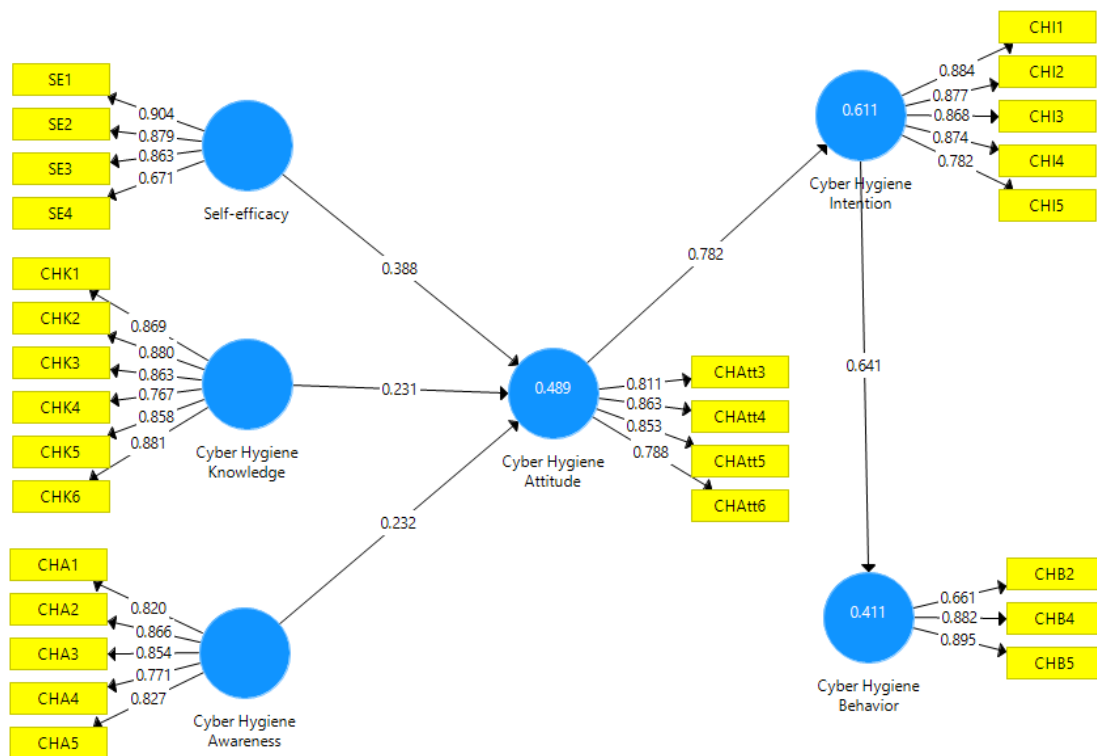 SE1
SE2
SE3
SE4
0.904
0.879
0.863
0.671
Self-efficacy
CHK1
CHK2
CHK3
CHK4
CHK5
CHK6
0.869
0.880
0.863
0.767
0.858
0.881
Cyber Hygiene
Knowledge
CHA1
CHA2
CHA3
CHA4
CHA5
0.820
0.866
0.854
0.771
0.827
Cyber Hygiene
Awareness
0.388
0.231
0.232
0.489
Cyber Hygiene
Attitude
0.811
0.863
0.853
0.788
CHAtt3
CHAtt4
CHAtt5
CHAtt6
0.782
0.611
Cyber Hygiene
Intention
0.884
0.877
0.868
0.874
0.782
CHI1
CHI2
CHI3
CHI4
CHI5
0.641
0.411
Cyber Hygiene
Behavior
0.661
0.882
0.895
CHB2
CHB4
CHB5